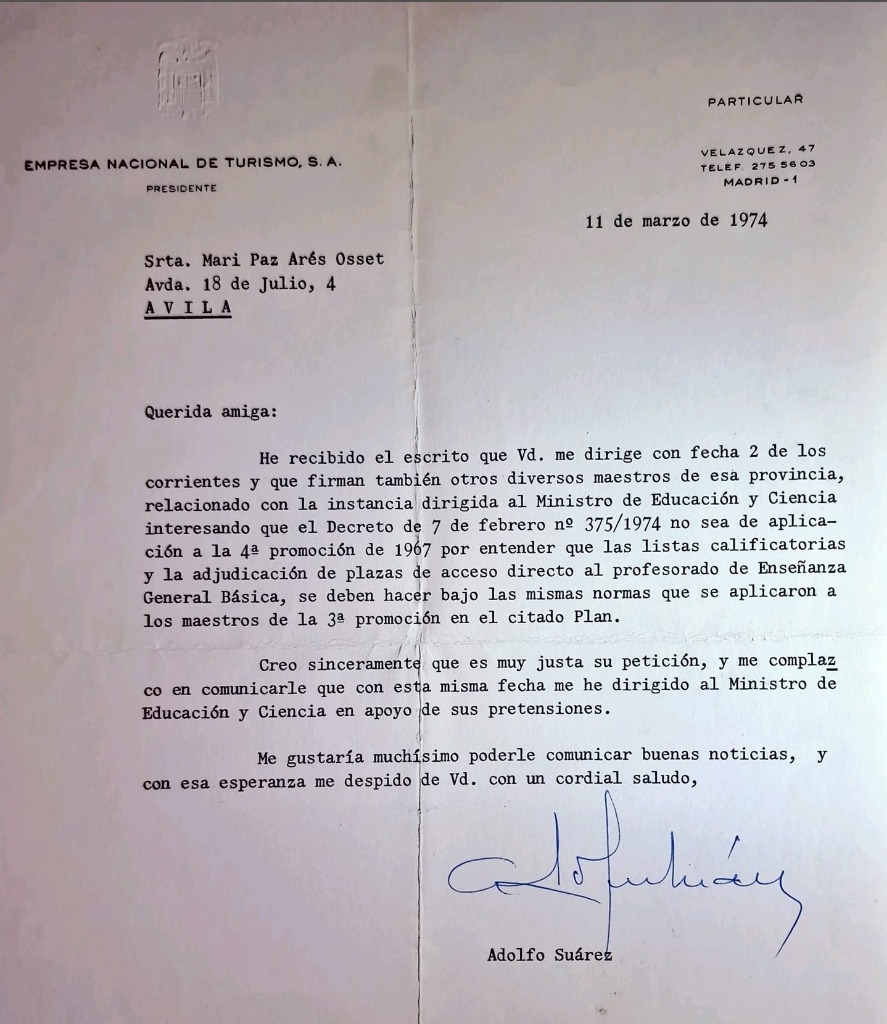 PARTICULAR
EMPRESA NACIONAL DE TURISMO, S. A.
PRESIDENTE
VELAZQUEZ, 47
TELEF. 275 56 03
MADRID - 1
11 de marzo de 1974
Srta. Mari Paz Arés Osset
Avda. 18 de Julio, 4
A V I L A
Querida amiga:
He recibido el escrito que Vd. me dirige con fecha 2 de los
corrientes y que firman también otros diversos maestros de esa provincia,
relacionado con la instancia dirigida al Ministro de Educación y Ciencia
interesando que el Decreto de 7 de febrero nº 375/1974 no sea de aplica-
ción a la 4ª promoción de 1967 por entender que las listas calificatorias
y la adjudicación de plazas de acceso directo al profesorado de Enseñanza
General Básica, se deben hacer bajo las mismas normas que se aplicaron a
los maestros de la 3ª promoción en el citado Plan.
Creo sinceramente que es muy justa su petición, y me complaz
co en comunicarle que con esta misma fecha me he dirigido al Ministro de
Educación y Ciencia en apoyo de sus pretensiones.
Me gustaría muchísimo poderle comunicar buenas noticias, y
con esa esperanza me despido de Vd. con un cordial saludo,
Adolfo Suárez